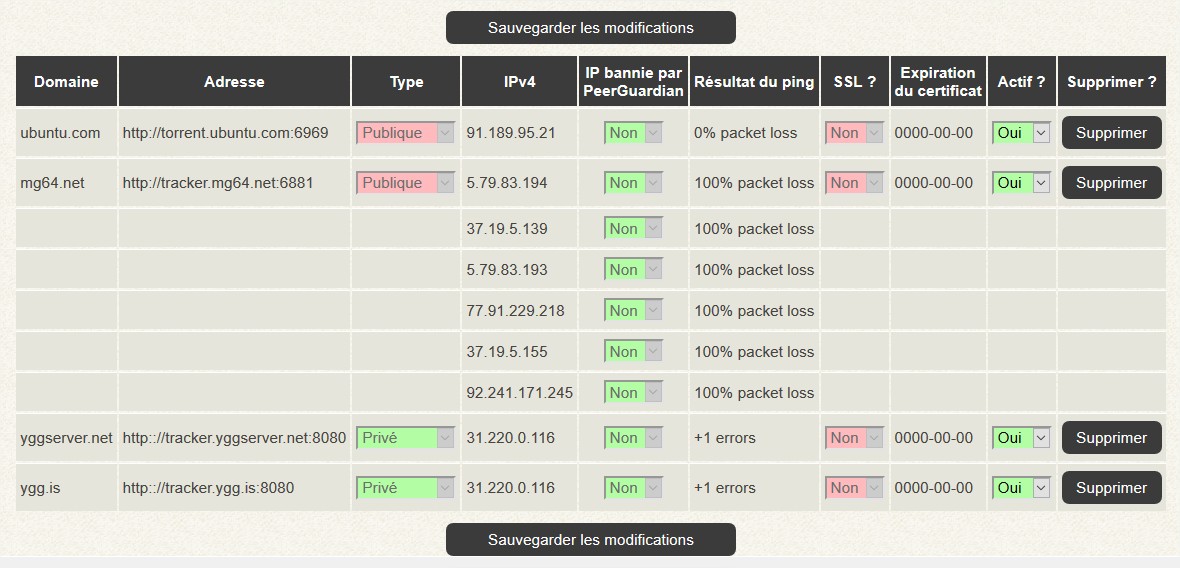 Sauvegarder les modifications
Domaine Adresse Type IPv4 IP bannie par PeerGuardian Résultat du ping SSL ? Expiration du certificat Actif ? Supprimer ?
ubuntu.com http://torrent.ubuntu.com:6969 Publique 91.189.95.21 Non 0% packet loss Non 0000-00-00 Oui Supprimer
mg64.net http://tracker.mg64.net:6881 Publique 5.79.83.194 Non 100% packet loss Non 0000-00-00 Oui Supprimer
37.19.5.139 Non 100% packet loss
5.79.83.193 Non 100% packet loss
77.91.229.218 Non 100% packet loss
37.19.5.155 Non 100% packet loss
92.241.171.245 Non 100% packet loss
yggserver.net http:://tracker.yggserver.net:8080 Privé 31.220.0.116 Non +1 errors Non 0000-00-00 Oui Supprimer
ygg.is http:://tracker.ygg.is:8080 Privé 31.220.0.116 Non +1 errors Non 0000-00-00 Oui Supprimer
Sauvegarder les modifications